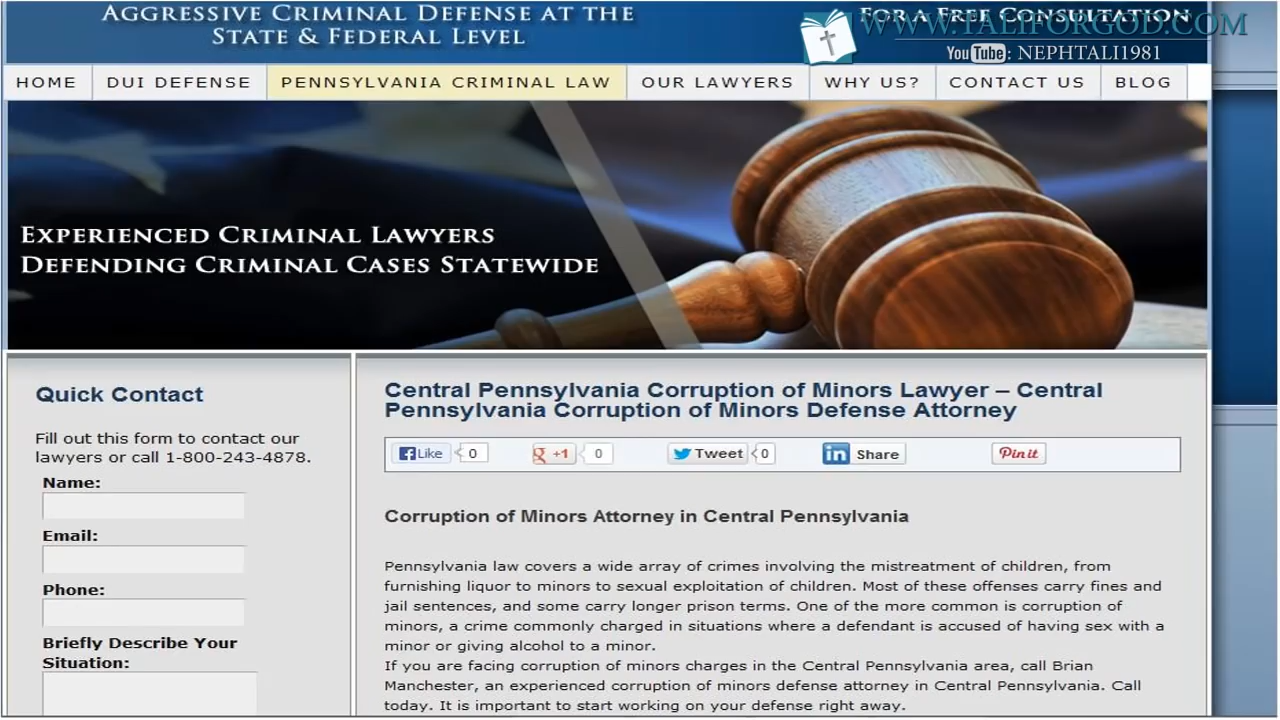 AGGRESSIVE CRIMINAL DEFENSE AT THE
STATE & FEDERAL LEVEL
FOR A FREE CONSULTATION
WWW.TALIFORGOD.COM
YouTube: NEPHTALI1981
HOME DUI DEFENSE PENNSYLVANIA CRIMINAL LAW OUR LAWYERS WHY US? CONTACT US BLOG
EXPERIENCED CRIMINAL LAWYERS
DEFENDING CRIMINAL CASES STATEWIDE
Quick Contact
Fill out this form to contact our
lawyers or call 1-800-243-4878.
Name:
Email:
Phone:
Briefly Describe Your
Situation:
Central Pennsylvania Corruption of Minors Lawyer – Central
Pennsylvania Corruption of Minors Defense Attorney
Like 0 g +1 0 Tweet 0 in Share Pin it
Corruption of Minors Attorney in Central Pennsylvania
Pennsylvania law covers a wide array of crimes involving the mistreatment of children, from
furnishing liquor to minors to sexual exploitation of children. Most of these offenses carry fines and
jail sentences, and some carry longer prison terms. One of the more common is corruption of
minors, a crime commonly charged in situations where a defendant is accused of having sex with a
minor or giving alcohol to a minor.
If you are facing corruption of minors charges in the Central Pennsylvania area, call Brian
Manchester, an experienced corruption of minors defense attorney in Central Pennsylvania. Call
today. It is important to start working on your defense right away.